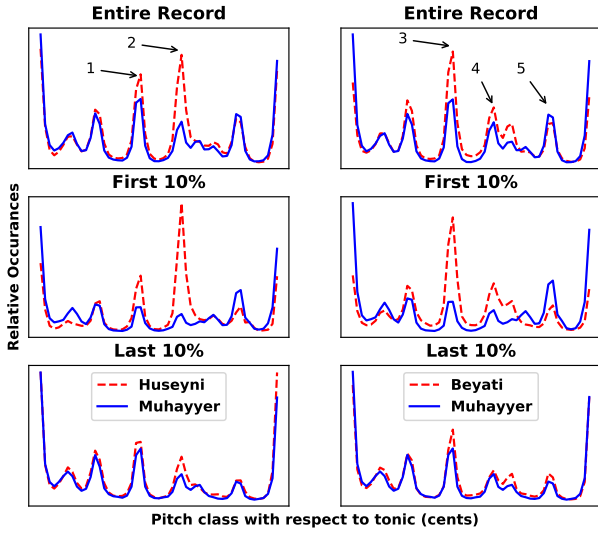 Entire Record
Entire Record
1
2
3
4
5
First 10%
First 10%
Relative Occurances
Last 10%
Last 10%
Huseyni
Muhayyer
Beyati
Muhayyer
Pitch class with respect to tonic (cents)